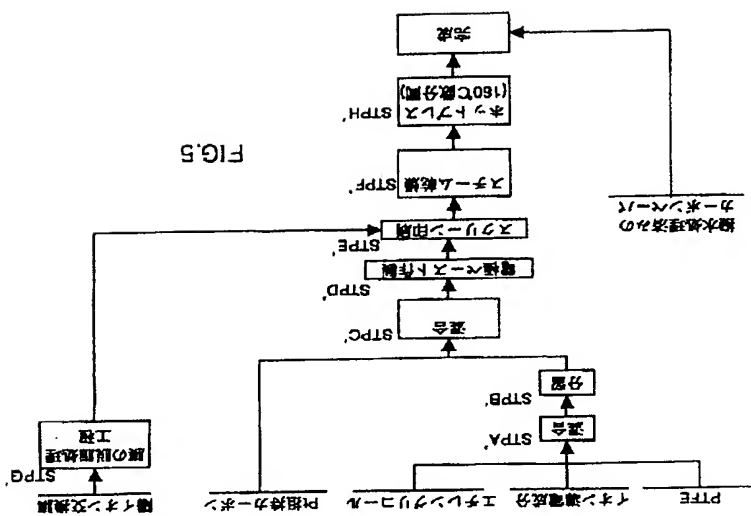 PTFE
イオン導電成分
エチレングリコール
Pt担持カーボン
陽イオン交換膜
STPA'
混合
STPG'
膜の脱脂処理
工程
STPB'
分留
STPC'
混合
STPD'
電極ペースト作製
STPE'
スクリーン印刷
撥水処理済みの
カーボンペーパ
STPF'
スチーム乾燥
STPH'
ホットプレス
(160℃数分間)
完成
FIG.5